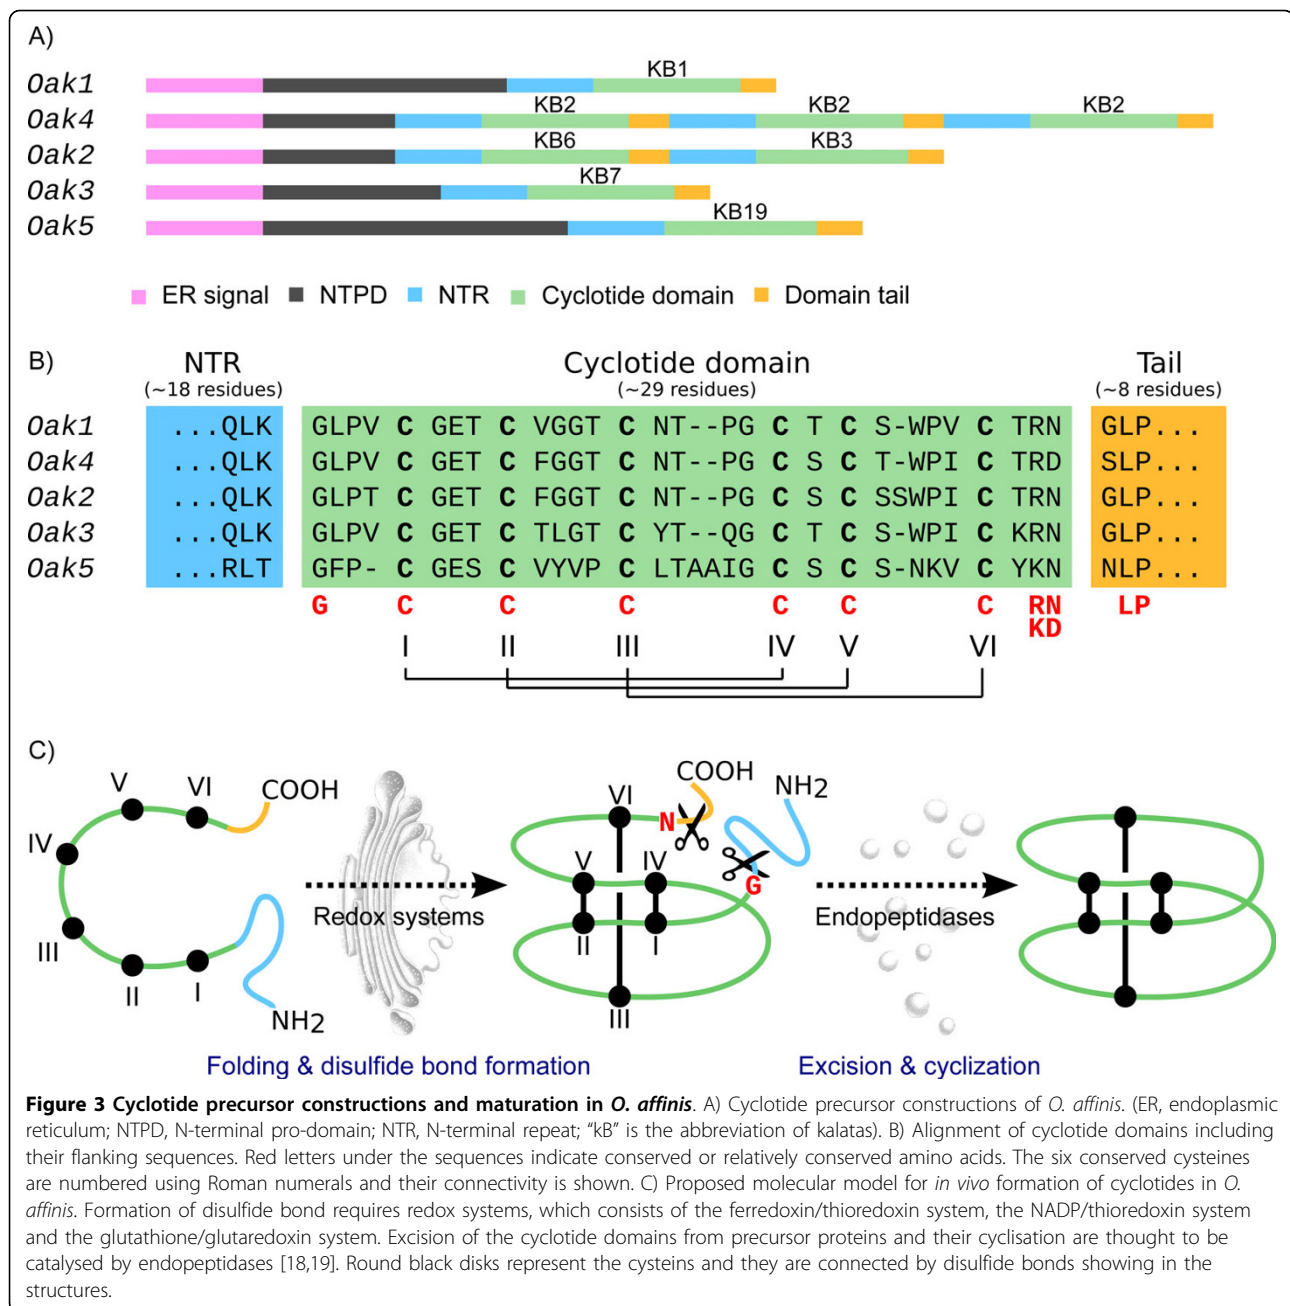 A)
KB1
Oak1
KB2 KB2 KB2
Oak4
KB6 KB3
Oak2
KB7
Oak3
KB19
Oak5
ER signal NTPD NTR Cyclotide domain Domain tail
B) NTR Cyclotide domain Tail
(~18 residues) (~29 residues) (~8 residues)
Oak1 ...QLK GLPV C GET C VGGT C NT--PG C T C S-WPV C TRN GLP...
Oak4 ...QLK GLPV C GET C FGGT C NT--PG C S C T-WPI C TRD SLP...
Oak2 ...QLK GLPT C GET C FGGT C NT--PG C S C SSWPI C TRN GLP...
Oak3 ...QLK GLPV C GET C TLGT C YT--QG C T C S-WPI C KRN GLP...
Oak5 ...RLT GFP- C GES C VYVP C LTAAIG C S C S-NKV C YKN NLP...
G C C C C C C RN LP
KD
I II III IV V VI
C)
V VI COOH
IV
III
II I NH2
Redox systems
COOH NH2
VI
N
V IV
G
II I
III
Endopeptidases
Folding & disulfide bond formation Excision & cyclization
Figure 3 Cyclotide precursor constructions and maturation in O. affinis. A) Cyclotide precursor constructions of O. affinis. (ER, endoplasmic
reticulum; NTPD, N-terminal pro-domain; NTR, N-terminal repeat; “kB” is the abbreviation of kalatas). B) Alignment of cyclotide domains including
their flanking sequences. Red letters under the sequences indicate conserved or relatively conserved amino acids. The six conserved cysteines
are numbered using Roman numerals and their connectivity is shown. C) Proposed molecular model for in vivo formation of cyclotides in O.
affinis. Formation of disulfide bond requires redox systems, which consists of the ferredoxin/thioredoxin system, the NADP/thioredoxin system
and the glutathione/glutaredoxin system. Excision of the cyclotide domains from precursor proteins and their cyclisation are thought to be
catalysed by endopeptidases [18,19]. Round black disks represent the cysteins and they are connected by disulfide bonds showing in the
structures.